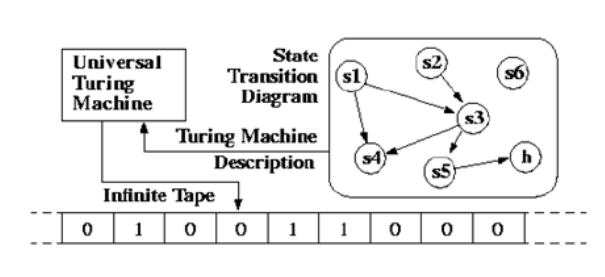 Universal
Turing
Machine
State
Transition
Diagram
s1
s2
s6
s3
s4
s5
h
Turing Machine
Description
Infinite Tape
0 1 0 0 1 1 0 0 0